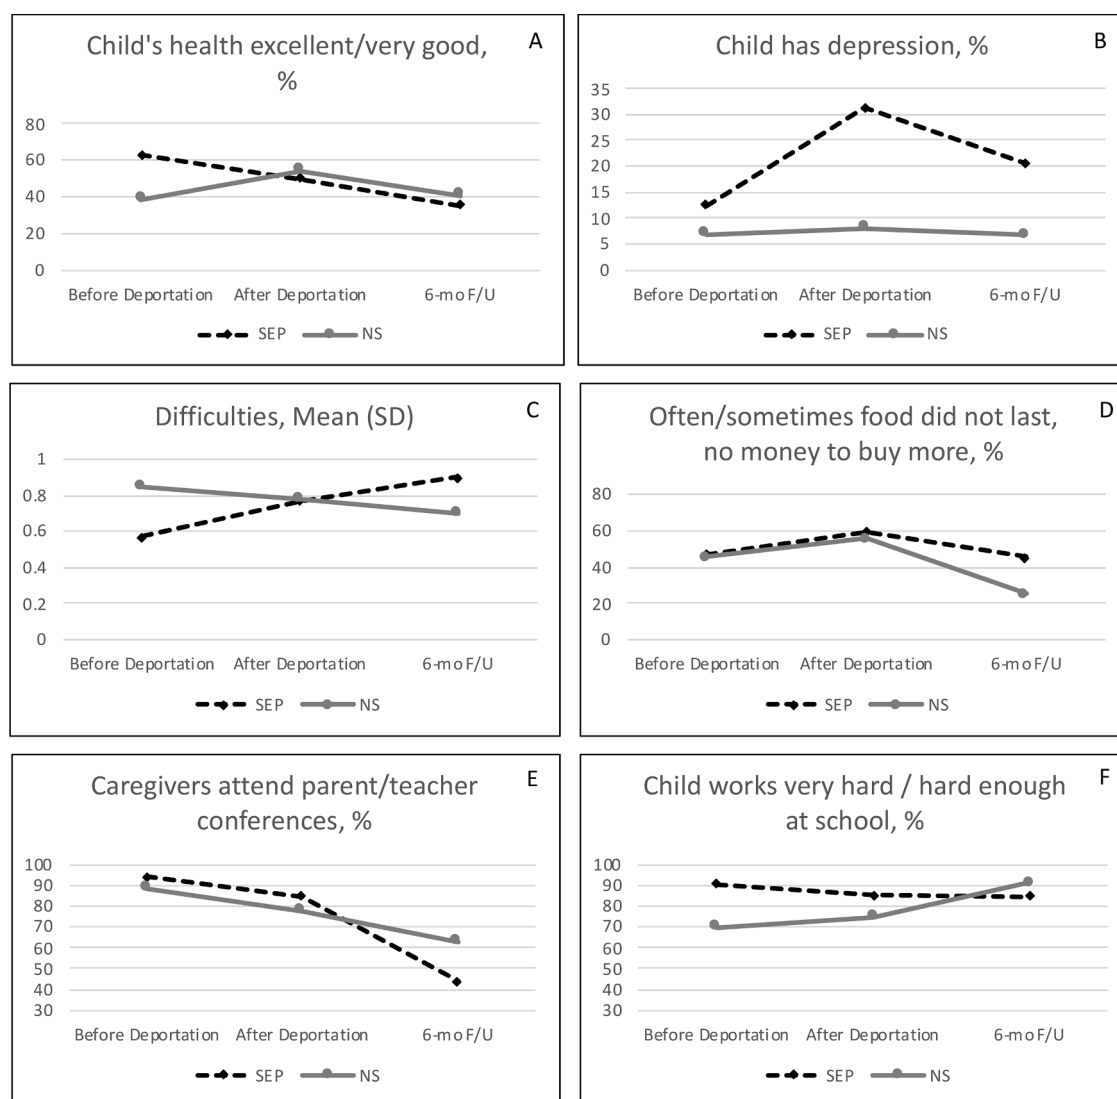 Child's health excellent/very good,
%
A
80
60
40
20
0
Before Deportation After Deportation 6-mo F/U
SEP NS
Child has depression, %
B
35
30
25
20
15
10
5
0
Before Deportation After Deportation 6-mo F/U
SEP NS
Difficulties, Mean (SD)
C
1
0.8
0.6
0.4
0.2
0
Before Deportation After Deportation 6-mo F/U
SEP NS
Often/sometimes food did not last,
no money to buy more, %
D
80
60
40
20
0
Before Deportation After Deportation 6-mo F/U
SEP NS
Caregivers attend parent/teacher
conferences, %
E
100
90
80
70
60
50
40
30
Before Deportation After Deportation 6-mo F/U
SEP NS
Child works very hard / hard enough
at school, %
F
100
90
80
70
60
50
40
30
Before Deportation After Deportation 6-mo F/U
SEP NS